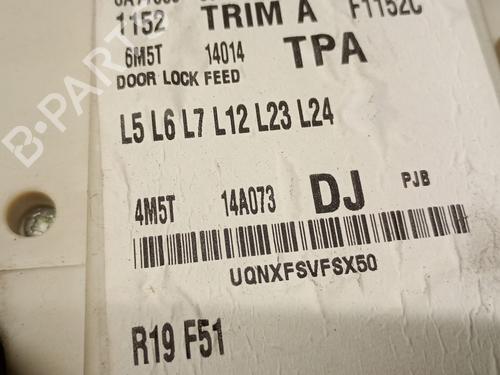 1152 TRIM A F1152C
6M5T 14014 TPA
DOOR LOCK FEED
L5 L6 L7 L12 L23 L24
4M5T 14A073 DJ PJB
UQNXFSVFSX50
R19 F51
B-PARTS